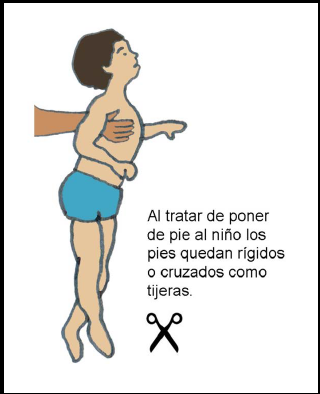 Al tratar de poner
de pie al niño los
pies quedan rígidos
o cruzados como
tijeras.